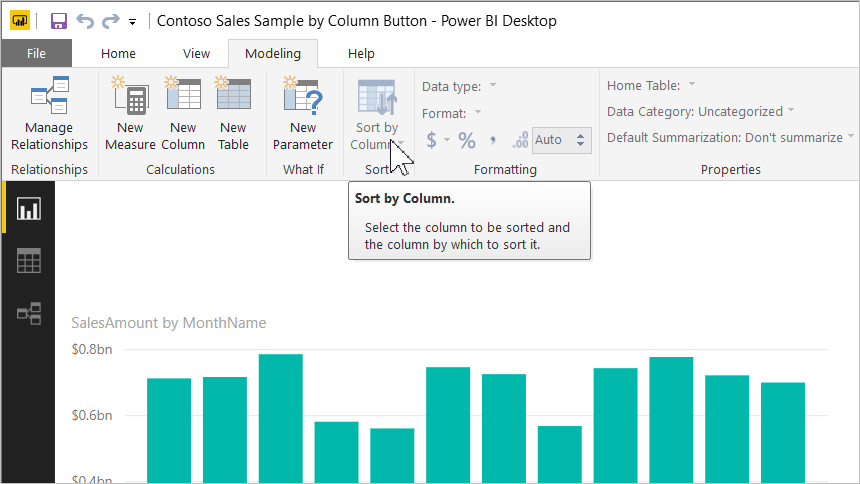 Contoso Sales Sample by Column Button - Power BI Desktop
File Home View Modeling Help
Manage
Relationships
Relationships
New
Measure
New
Column
New
Table
Calculations
New
Parameter
What If
Sort by
Column
Sort
Data type:
Format:
$ % , .00 Auto
Formatting
Home Table:
Data Category: Uncategorized
Default Summarization: Don't summarize
Properties
Sort by Column.
Select the column to be sorted and
the column by which to sort it.
SalesAmount by MonthName
$0.8bn
$0.6bn
$0.4bn